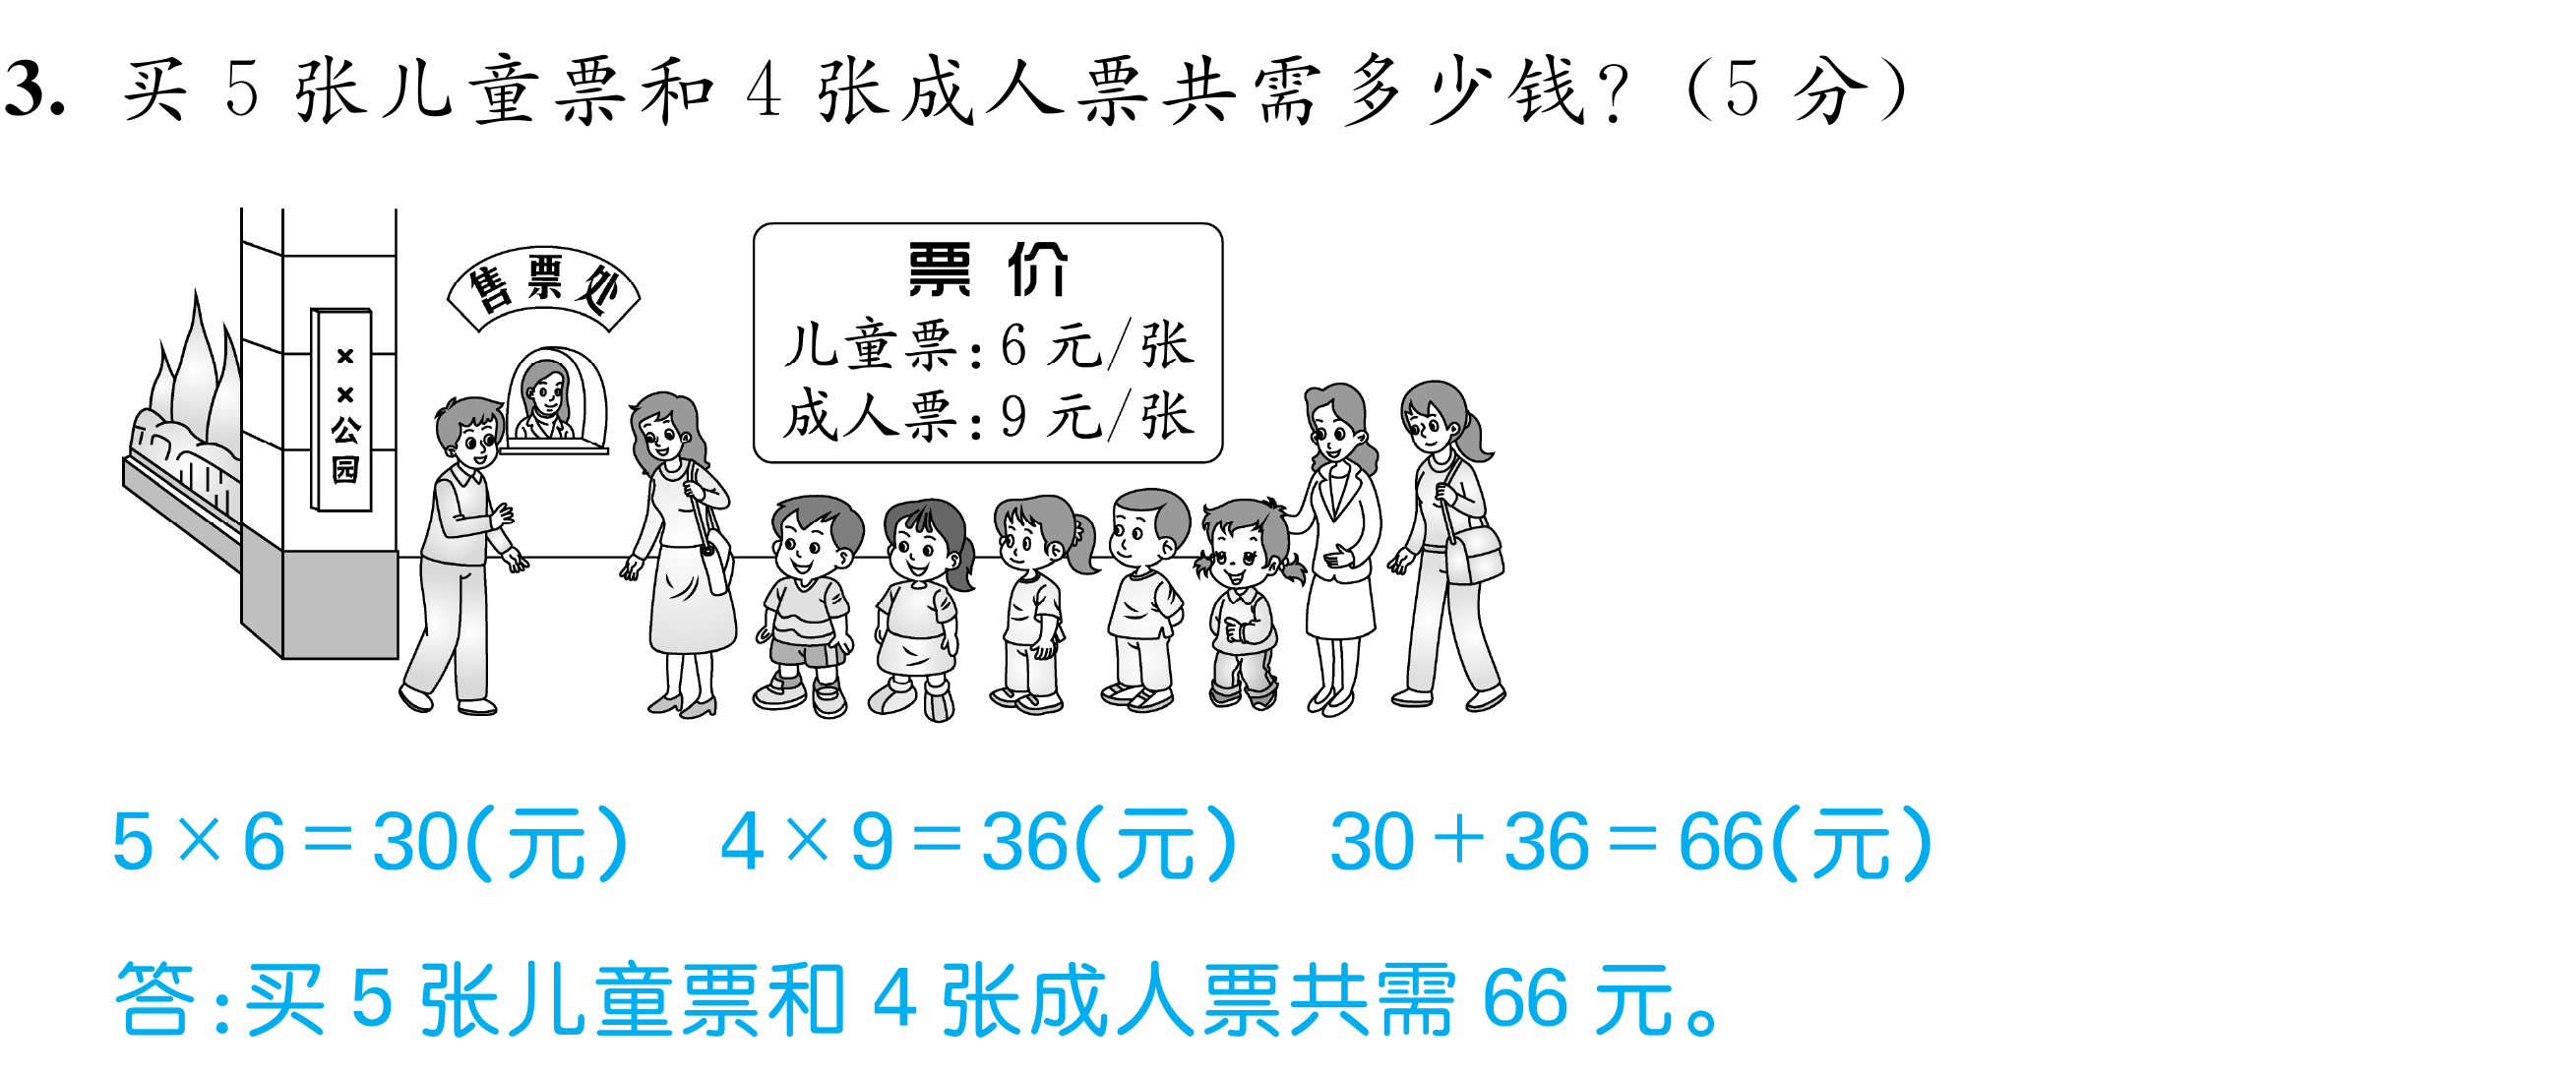 3. 买 5 张儿童票和 4 张成人票共需多少钱?(5 分)
售票处
票 价
儿童票:6 元/张
成人票:9 元/张
××公园
5×6=30(元) 4×9=36(元) 30+36=66(元)
答:买 5 张儿童票和 4 张成人票共需 66 元。